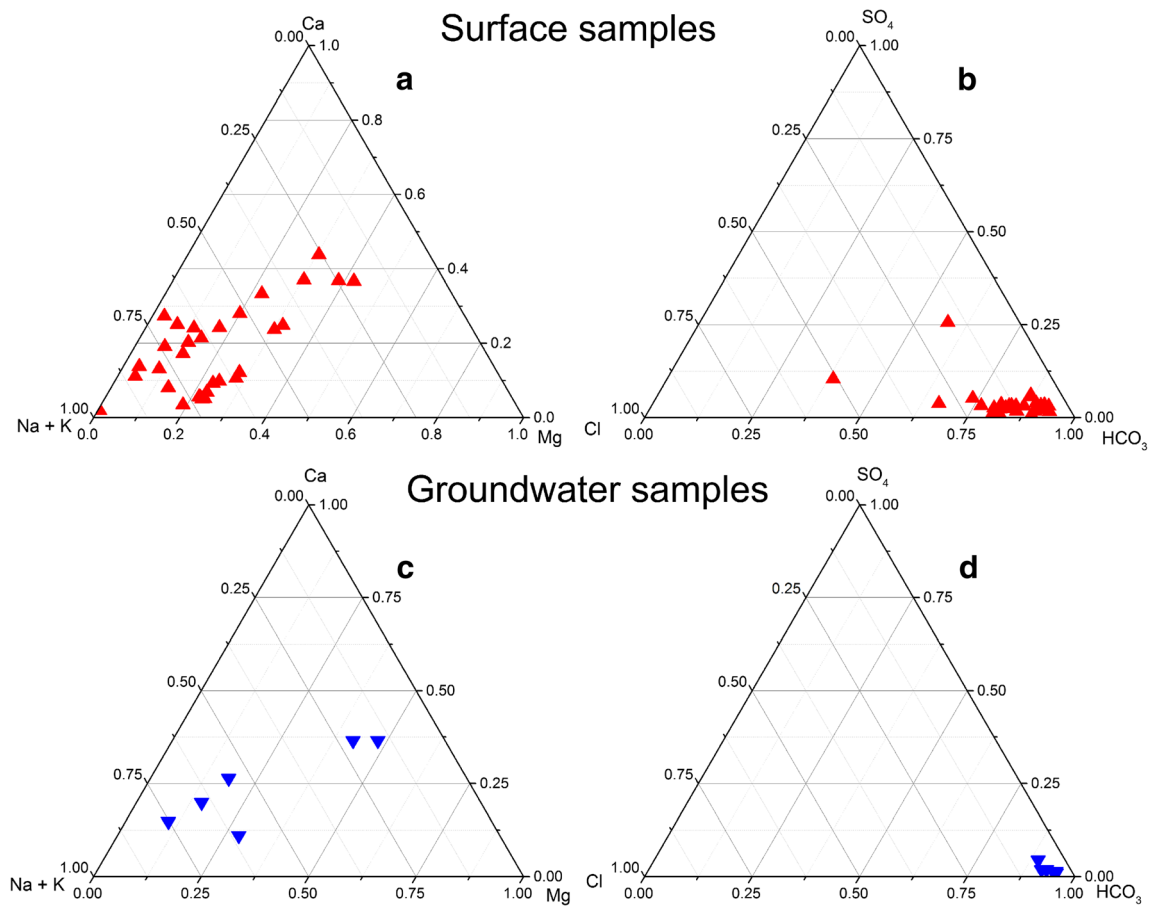 Surface samples
Ca
0.00 1.0
a
0.8
0.25
0.6
0.50
0.4
0.75
0.2
1.00
0.0
Na + K
0.0 0.2 0.4 0.6 0.8 1.0
Mg
SO4
0.00 1.00
b
0.25
0.75
0.50
0.50
0.75
0.25
1.00
0.00
Cl
0.00 0.25 0.50 0.75 1.00
HCO3
Groundwater samples
Ca
0.00 1.00
c
0.25
0.75
0.50
0.50
0.75
0.25
1.00
0.00
Na + K
0.00 0.25 0.50 0.75 1.00
Mg
SO4
0.00 1.00
d
0.25
0.75
0.50
0.50
0.75
0.25
1.00
0.00
Cl
0.00 0.25 0.50 0.75 1.00
HCO3